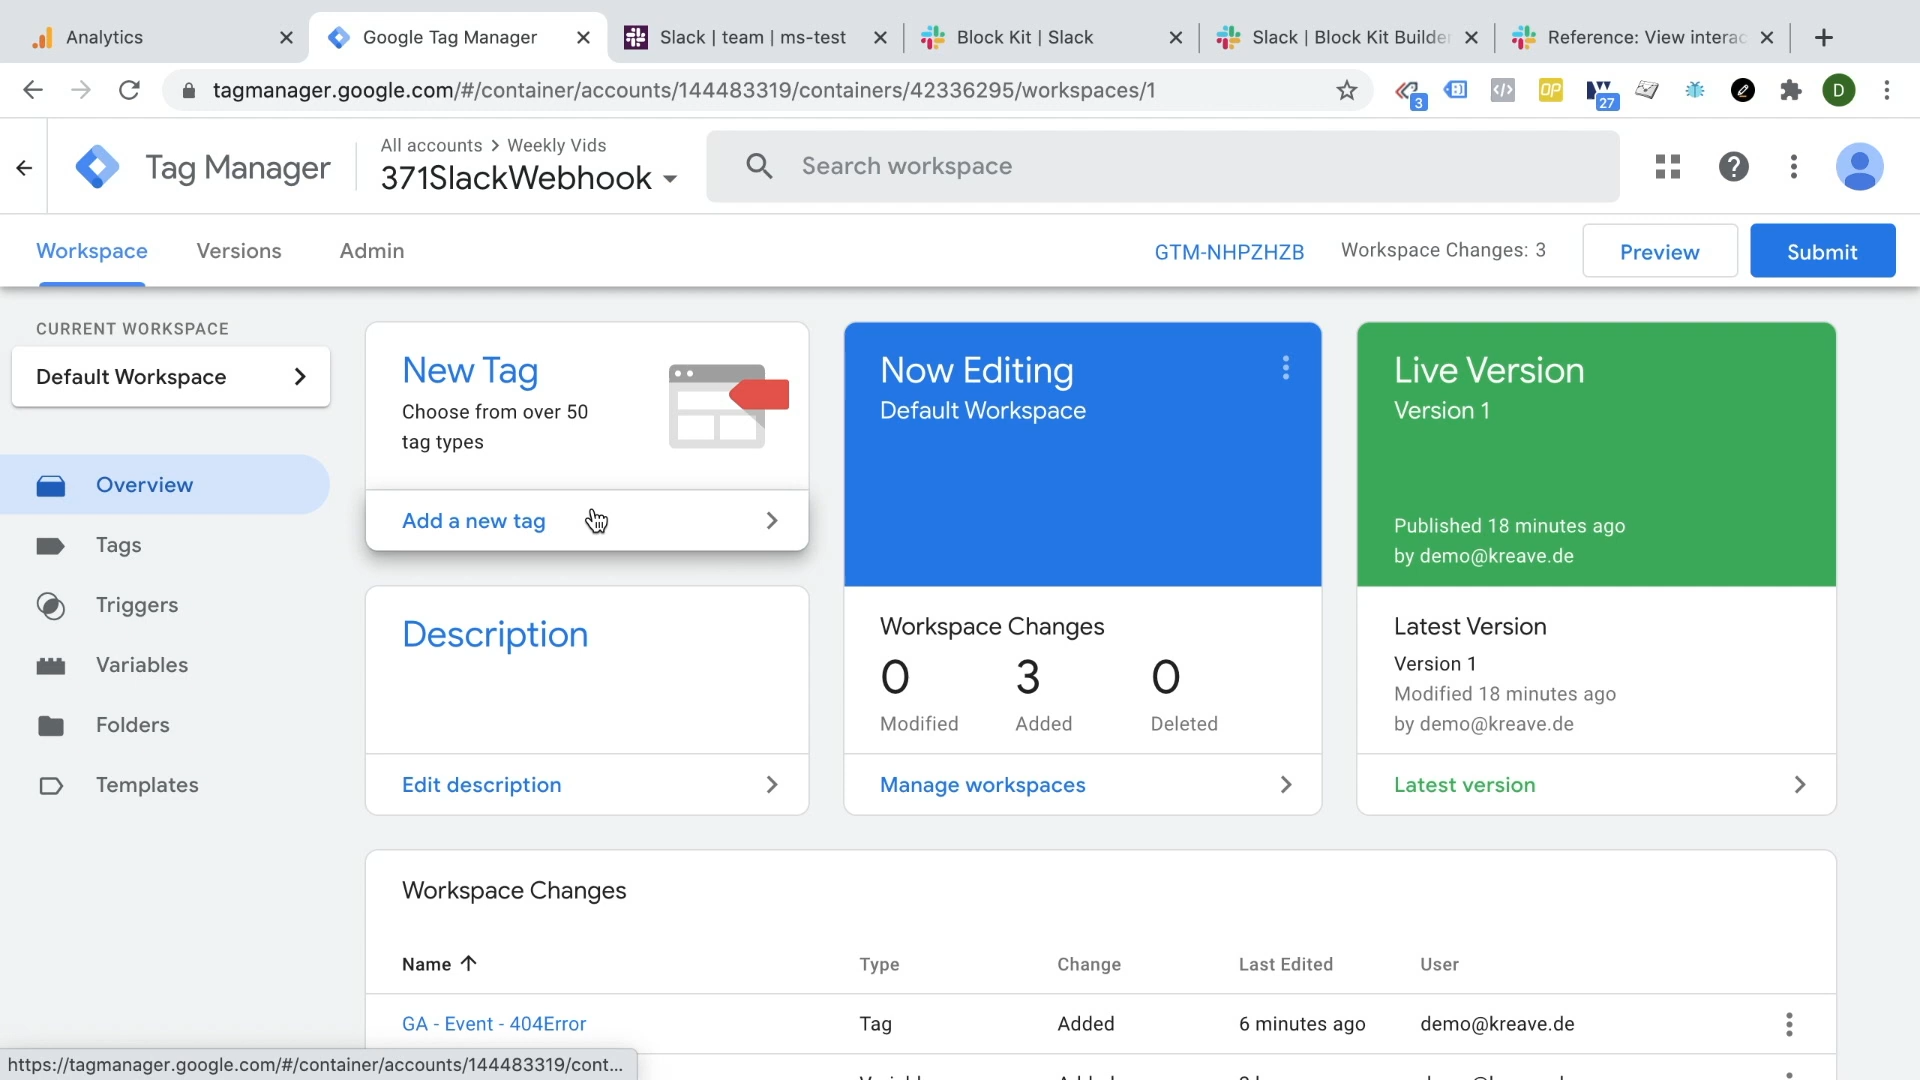 Analytics
Google Tag Manager
Slack | team | ms-test
Block Kit | Slack
Slack | Block Kit Builder
Reference: View interac
tagmanager.google.com/#/container/accounts/144483319/containers/42336295/workspaces/1
3
OP
27
D
Tag Manager
All accounts > Weekly Vids
371SlackWebhook
Search workspace
Workspace
Versions
Admin
GTM-NHPZHZB
Workspace Changes: 3
Preview
Submit
CURRENT WORKSPACE
Default Workspace
Overview
Tags
Triggers
Variables
Folders
Templates
New Tag
Choose from over 50
tag types
Add a new tag
Description
Edit description
Now Editing
Default Workspace
Workspace Changes
0 3 0
Modified Added Deleted
Manage workspaces
Live Version
Version 1
Published 18 minutes ago
by demo@kreave.de
Latest Version
Version 1
Modified 18 minutes ago
by demo@kreave.de
Latest version
Workspace Changes
Name Type Change Last Edited User
GA - Event - 404Error Tag Added 6 minutes ago demo@kreave.de
https://tagmanager.google.com/#/container/accounts/144483319/cont...